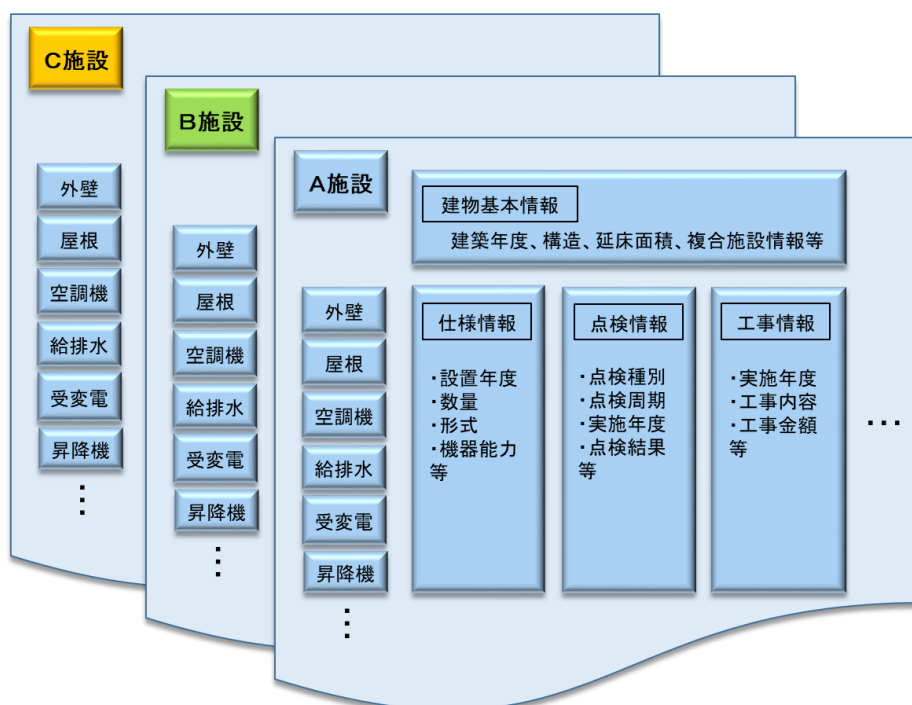 C施設
外壁
屋根
空調機
給排水
受変電
昇降機
⋮
B施設
外壁
屋根
空調機
給排水
受変電
昇降機
⋮
A施設
建物基本情報
建築年度、構造、延床面積、複合施設情報等
外壁
屋根
空調機
給排水
受変電
昇降機
⋮
仕様情報
・設置年度
・数量
・形式
・機器能力
等
点検情報
・点検種別
・点検周期
・実施年度
・点検結果
等
工事情報
・実施年度
・工事内容
・工事金額
等
…